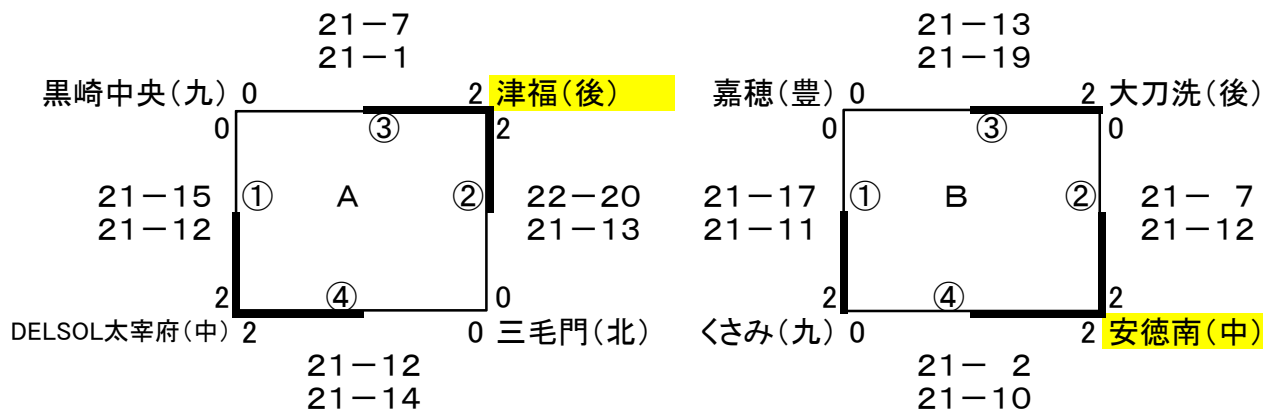 21－7
21－1
黒崎中央（九） 0 2 津福（後）
0 ③ 2
21－15
21－12
① A ②
22－20
21－13
2 ④ 0
DELSOL太宰府（中） 2 0 三毛門（北）
21－12
21－14
21－13
21－19
嘉穂（豊） 0 2 大刀洗（後）
0 ③ 0
21－17
21－11
① B ②
21－ 7
21－12
2 ④ 2
くさみ（九） 0 2 安徳南（中）
21－ 2
21－10